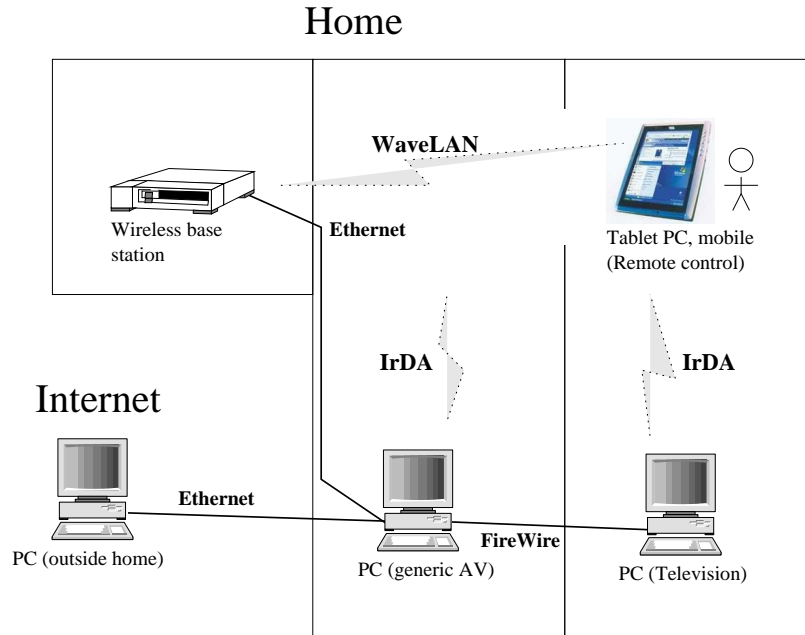 Home
WaveLAN
Wireless base
station
Ethernet
Tablet PC, mobile
(Remote control)
IrDA
IrDA
Internet
Ethernet
FireWire
PC (outside home)
PC (generic AV)
PC (Television)